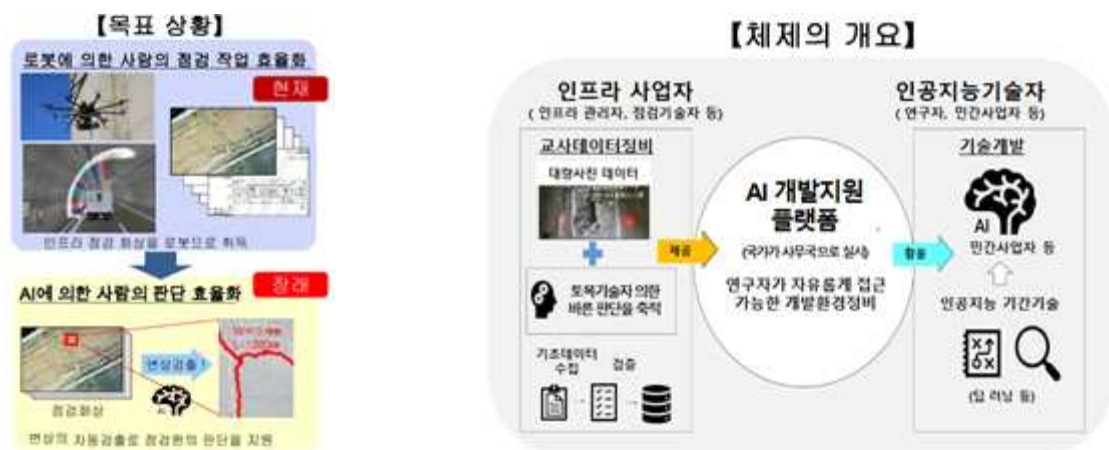 【목표 상황】
로봇에 의한 사람의 점검 작업 효율화
현재
인프라 점검 화상을 로봇으로 취득
AI에 의한 사람의 판단 효율화
장래
변상검출!
점검화상
변상의 자동검출로 점검원의 판단을 지원
【체제의 개요】
인프라 사업자
( 인프라 관리자, 점검기술자 등)
교사데이터정비
대량사진 데이터
토목기술자 의한
바른 판단을 축적
기초데이터
수집
검증
제공
AI 개발지원
플랫폼
(국가가 사무국으로 실시)
연구자가 자유롭게 접근
가능한 개발환경정비
활용
인공지능기술자
( 연구자, 민간사업자 등)
기술개발
AI
민간사업자 등
인공지능 기간기술
(딥 러닝 등)